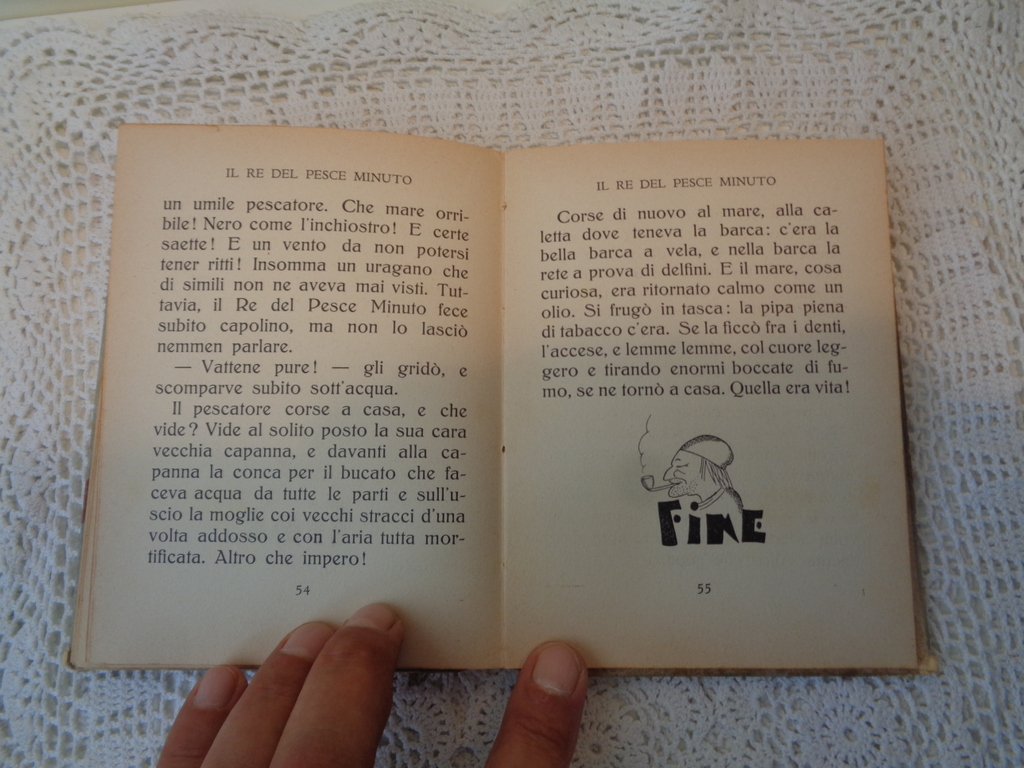 IL RE DEL PESCE MINUTO
un umile pescatore. Che mare orri-
bile! Nero come l'inchiostro! E certe
saette! E un vento da non potersi
tener ritti! Insomma un uragano che
di simili non ne aveva mai visti. Tut-
tavia, il Re del Pesce Minuto fece
subito capolino, ma non lo lasciò
nemmen parlare.
— Vattene pure! — gli gridò, e
scomparve subito sott'acqua.
Il pescatore corse a casa, e che
vide? Vide al solito posto la sua cara
vecchia capanna, e davanti alla ca-
panna la conca per il bucato che fa-
ceva acqua da tutte le parti e sull'u-
scio la moglie coi vecchi stracci d'una
volta addosso e con l'aria tutta mor-
tificata. Altro che impero!
54
IL RE DEL PESCE MINUTO
Corse di nuovo al mare, alla ca-
letta dove teneva la barca: c'era la
bella barca a vela, e nella barca la
rete a prova di delfini. E il mare, cosa
curiosa, era ritornato calmo come un
olio. Si frugò in tasca: la pipa piena
di tabacco c'era. Se la ficcò fra i denti,
l'accese, e lemme lemme, col cuore leg-
gero e tirando enormi boccate di fu-
mo, se ne tornò a casa. Quella era vita!
FINE
55